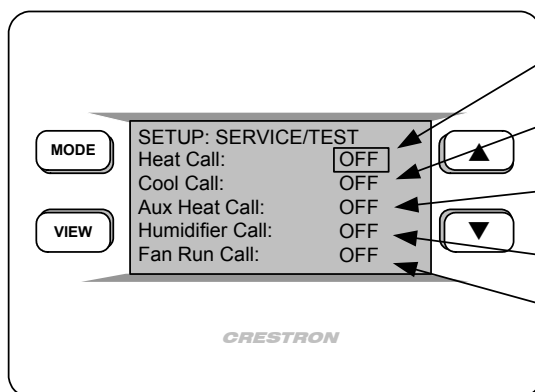 MODE
VIEW
SETUP: SERVICE/TEST
Heat Call: OFF
Cool Call: OFF
Aux Heat Call: OFF
Humidifier Call: OFF
Fan Run Call: OFF
▲
▼
CRESTRON